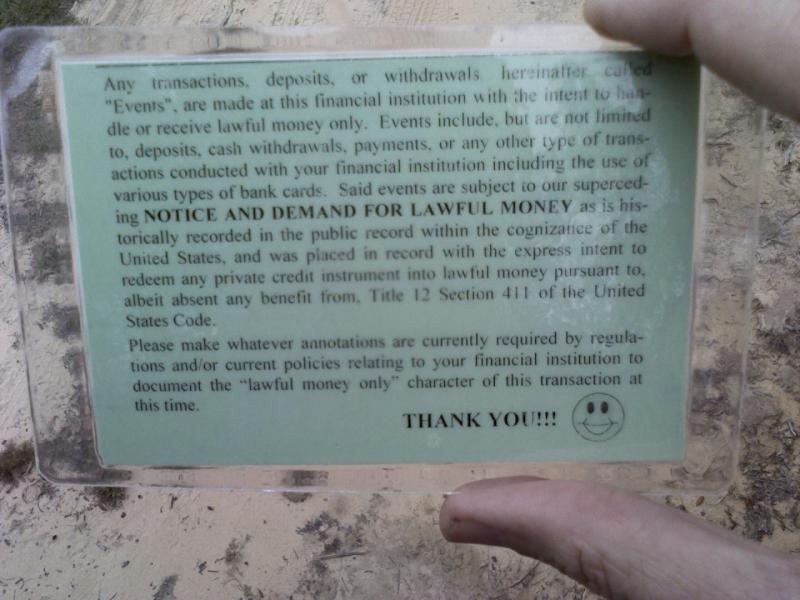 Any transactions, deposits, or withdrawals hereinafter called
"Events", are made at this financial institution with the intent to han-
dle or receive lawful money only. Events include, but are not limited
to, deposits, cash withdrawals, payments, or any other type of trans-
actions conducted with your financial institution including the use of
various types of bank cards. Said events are subject to our superced-
ing NOTICE AND DEMAND FOR LAWFUL MONEY as is his-
torically recorded in the public record within the cognizance of the
United States, and was placed in record with the express intent to
redeem any private credit instrument into lawful money pursuant to,
albeit absent any benefit from, Title 12 Section 411 of the United
States Code.
Please make whatever annotations are currently required by regula-
tions and/or current policies relating to your financial institution to
document the "lawful money only" character of this transaction at
this time.
THANK YOU!!!